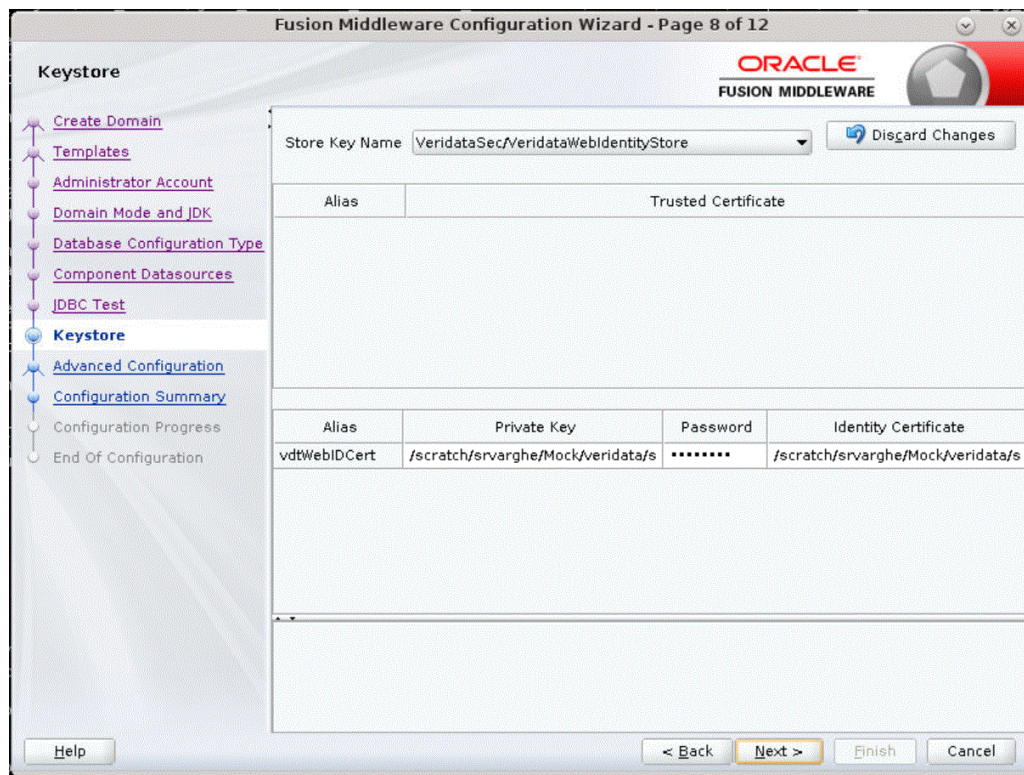 Fusion Middleware Configuration Wizard - Page 8 of 12
Keystore
ORACLE
FUSION MIDDLEWARE
Create Domain
Templates
Administrator Account
Domain Mode and JDK
Database Configuration Type
Component Datasources
JDBC Test
Keystore
Advanced Configuration
Configuration Summary
Configuration Progress
End Of Configuration
Store Key Name VeridataSec/VeridataWebIdentityStore Discard Changes
Alias Trusted Certificate
Alias Private Key Password Identity Certificate
vdtWebIDCert /scratch/srvarghe/Mock/veridata/s •••••••• /scratch/srvarghe/Mock/veridata/s
Help < Back Next > Finish Cancel